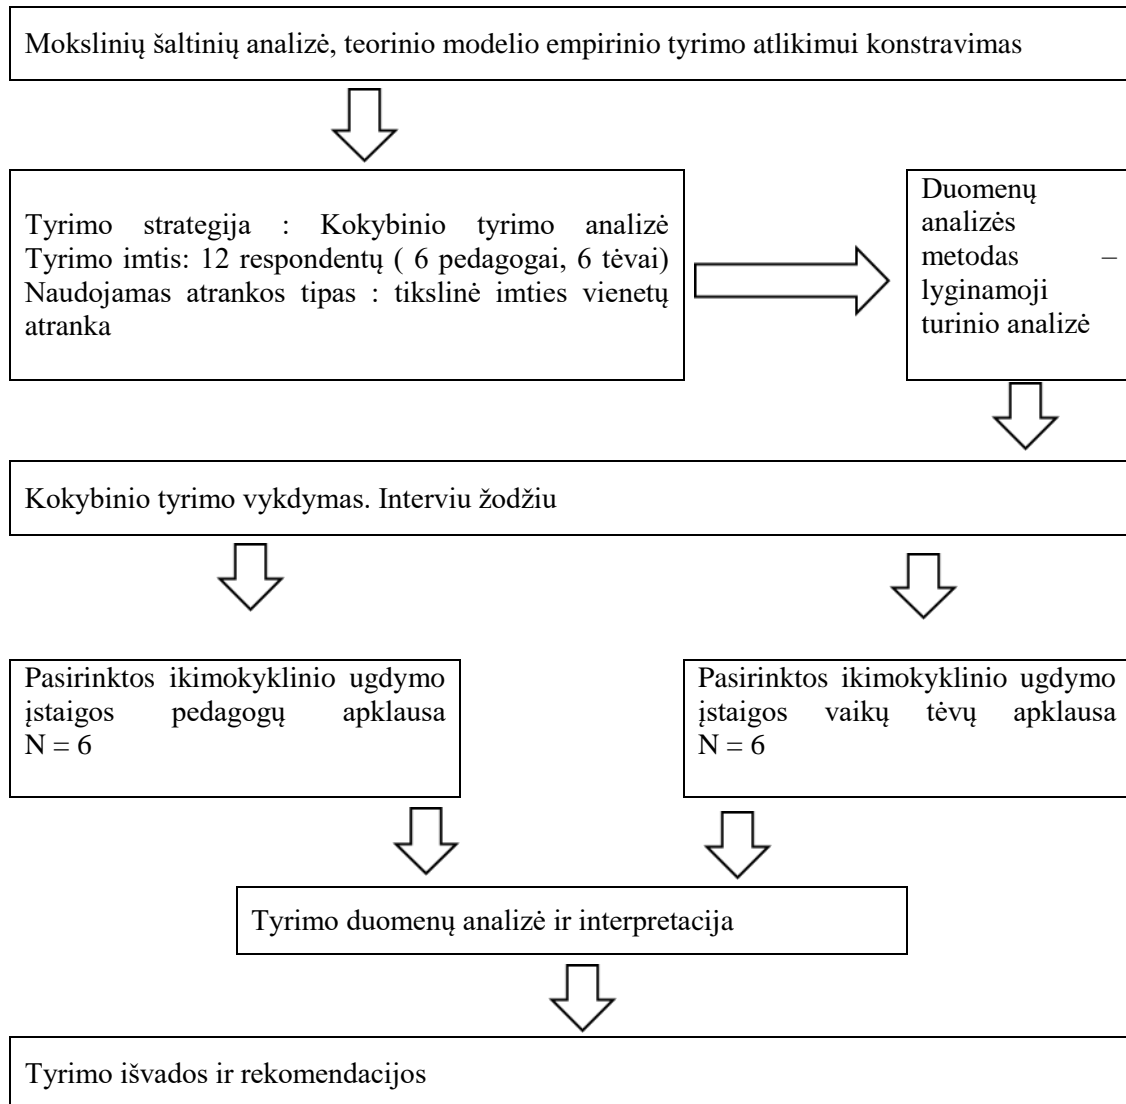 Mokslinių šaltinių analizė, teorinio modelio empirinio tyrimo atlikimui konstravimas
Tyrimo strategija : Kokybinio tyrimo analizė
Tyrimo imtis: 12 respondentų ( 6 pedagogai, 6 tėvai)
Naudojamas atrankos tipas : tikslinė imties vienetų
atranka
Duomenų
analizės
metodas –
lyginamoji
turinio analizė
Kokybinio tyrimo vykdymas. Interviu žodžiu
Pasirinktos ikimokyklinio ugdymo
įstaigos pedagogų apklausa
N = 6
Pasirinktos ikimokyklinio ugdymo
įstaigos vaikų tėvų apklausa
N = 6
Tyrimo duomenų analizė ir interpretacija
Tyrimo išvados ir rekomendacijos